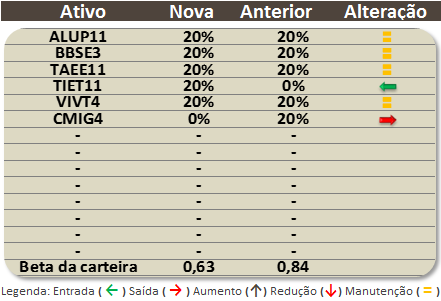 Ativo Nova Anterior Alteração
ALUP11 20% 20% =
BBSE3 20% 20% =
TAEE11 20% 20% =
TIET11 20% 0% ←
VIVT4 20% 20% =
CMIG4 0% 20% →
- - -
- - -
- - -
- - -
- - -
- - -
- - -
- - -
Beta da carteira 0,63 0,84
Legenda: Entrada ( ← ) Saída ( → ) Aumento ( ↑ ) Redução ( ↓ ) Manutenção ( = )